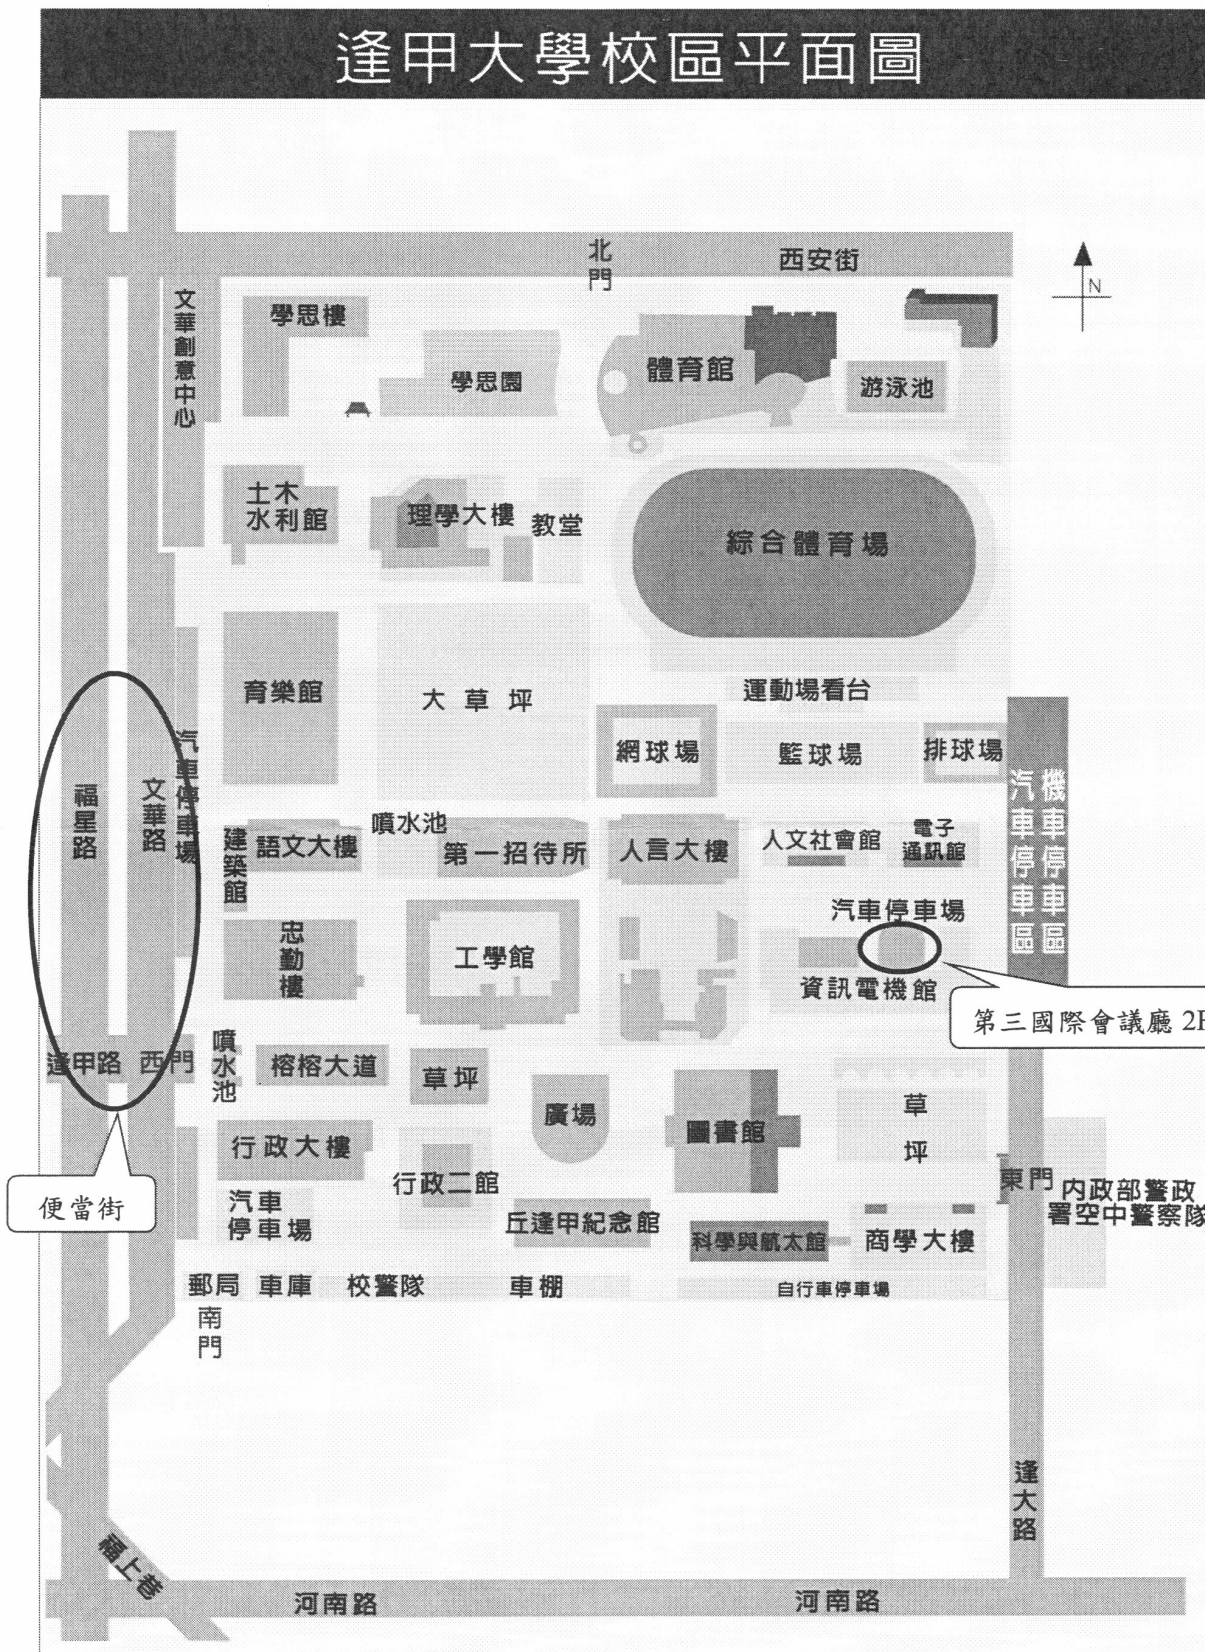 逢甲大學校區平面圖
北門
西安街
N
文華創意中心
學思樓
學思園
體育館
游泳池
土木
水利館
理學大樓
教堂
綜合體育場
育樂館
大草坪
運動場看台
網球場
籃球場
排球場
汽車停車場
福星路
文華路
汽車停車區
機車停車區
建築館
語文大樓
噴水池
第一招待所
人言大樓
人文社會館
電子
通訊館
汽車停車場
忠勤樓
工學館
資訊電機館
第三國際會議廳 2F
逢甲路
西門
噴水池
榕榕大道
草坪
廣場
圖書館
草坪
行政大樓
行政二館
東門
內政部警政
署空中警察隊
便當街
汽車
停車場
丘逢甲紀念館
科學與航太館
商學大樓
郵局
車庫
校警隊
車棚
自行車停車場
南門
逢大路
福上巷
河南路
河南路